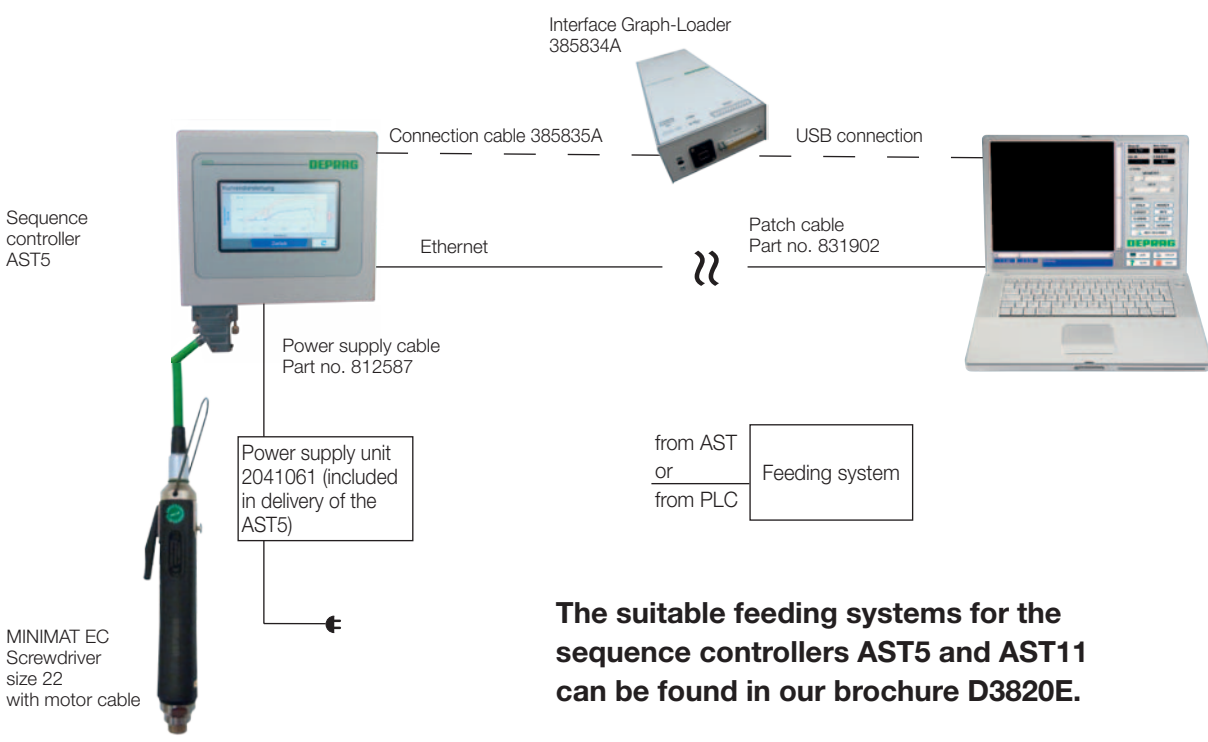 Interface Graph-Loader
385834A
Connection cable 385835A
USB connection
DEPRAG
Sequence
controller
AST5
Ethernet
Patch cable
Part no. 831902
DEPRAG
Power supply cable
Part no. 812587
Power supply unit
2041061 (included
in delivery of the
AST5)
from AST
or
from PLC
Feeding system
MINIMAT EC
Screwdriver
size 22
with motor cable
The suitable feeding systems for the
sequence controllers AST5 and AST11
can be found in our brochure D3820E.